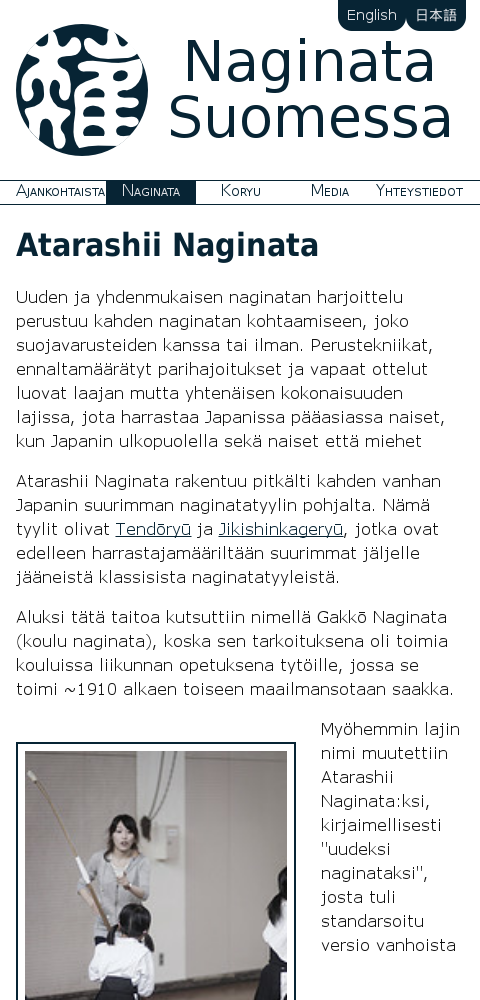 English 日本語
Naginata
Suomessa
Ajankohtaista Naginata Koryu Media Yhteystiedot
Atarashii Naginata
Uuden ja yhdenmukaisen naginatan harjoittelu
perustuu kahden naginatan kohtaamiseen, joko
suojavarusteiden kanssa tai ilman. Perustekniikat,
ennaltamäärätyt parihajoitukset ja vapaat ottelut
luovat laajan mutta yhtenäisen kokonaisuuden
lajissa, jota harrastaa Japanissa pääasiassa naiset,
kun Japanin ulkopuolella sekä naiset että miehet
Atarashii Naginata rakentuu pitkälti kahden vanhan
Japanin suurimman naginatatyylin pohjalta. Nämä
tyylit olivat Tendōryū ja Jikishinkageryū, jotka ovat
edelleen harrastajamääriltään suurimmat jäljelle
jääneistä klassisista naginatatyyleistä.
Aluksi tätä taitoa kutsuttiin nimellä Gakkō Naginata
(koulu naginata), koska sen tarkoituksena oli toimia
kouluissa liikunnan opetuksena tytöille, jossa se
toimi ~1910 alkaen toiseen maailmansotaan saakka.
Myöhemmin lajin
nimi muutettiin
Atarashii
Naginata:ksi,
kirjaimellisesti
"uudeksi
naginataksi",
josta tuli
standarsoitu
versio vanhoista